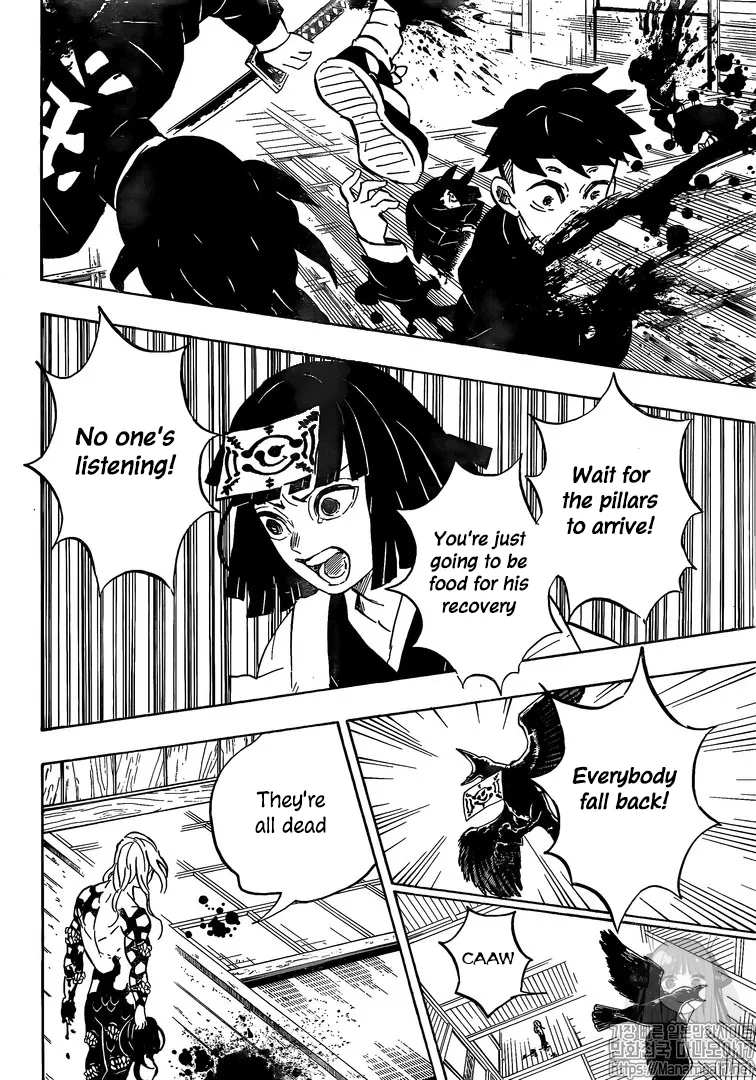 Wait for
the pillars
to arrive!
You're just
going to be
food for his
recovery
No one's
listening!
Everybody
fall back!
CAAW
They're
all dead